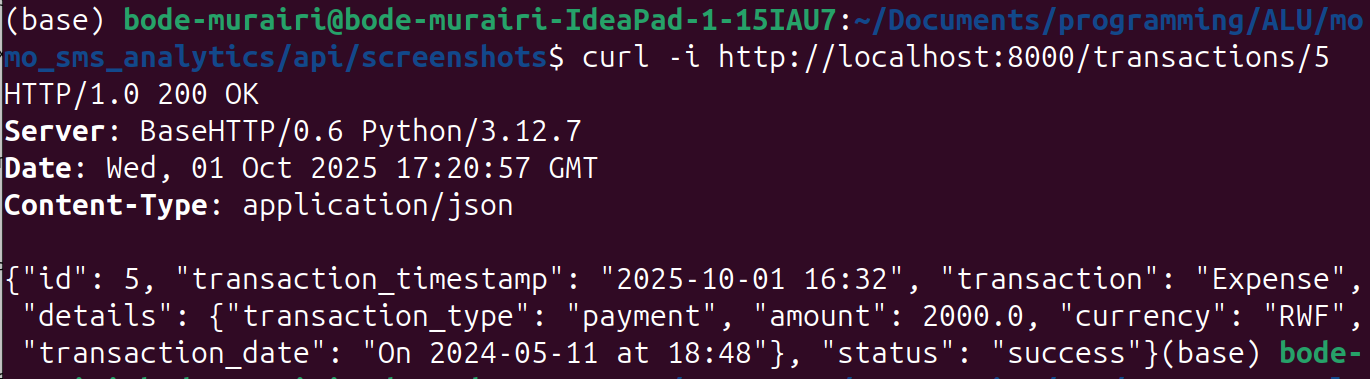 (base) bode-murairi@bode-murairi-IdeaPad-1-15IAU7:~/Documents/programming/ALU/mo
mo_sms_analytics/api/screenshots$ curl -i http://localhost:8000/transactions/5
HTTP/1.0 200 OK
Server: BaseHTTP/0.6 Python/3.12.7
Date: Wed, 01 Oct 2025 17:20:57 GMT
Content-Type: application/json

{"id": 5, "transaction_timestamp": "2025-10-01 16:32", "transaction": "Expense",
"details": {"transaction_type": "payment", "amount": 2000.0, "currency": "RWF",
"transaction_date": "On 2024-05-11 at 18:48"}, "status": "success"}(base) bode-